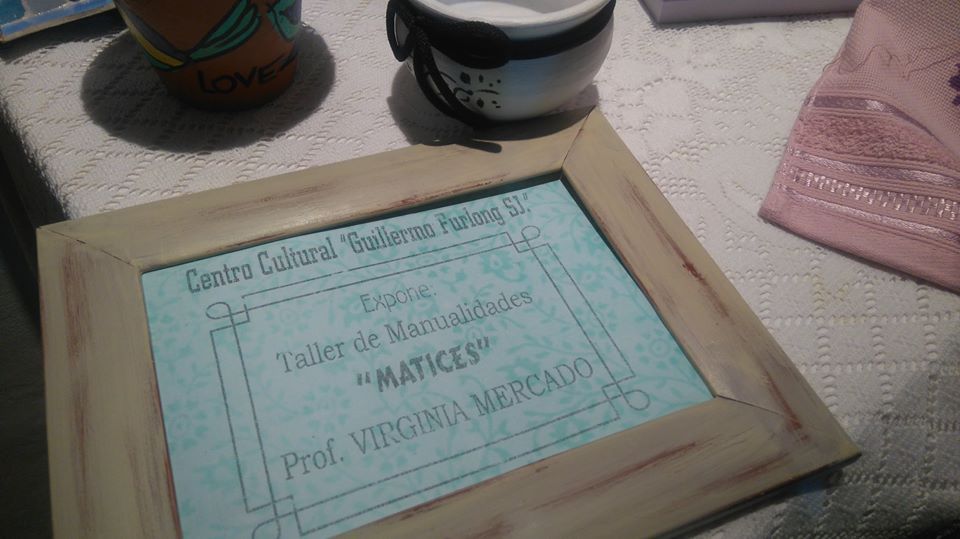 LOVE
Centro Cultural "Guillermo Furlong SJ."
Expone:
Taller de Manualidades
"MATICES"
Prof. VIRGINIA MERCADO